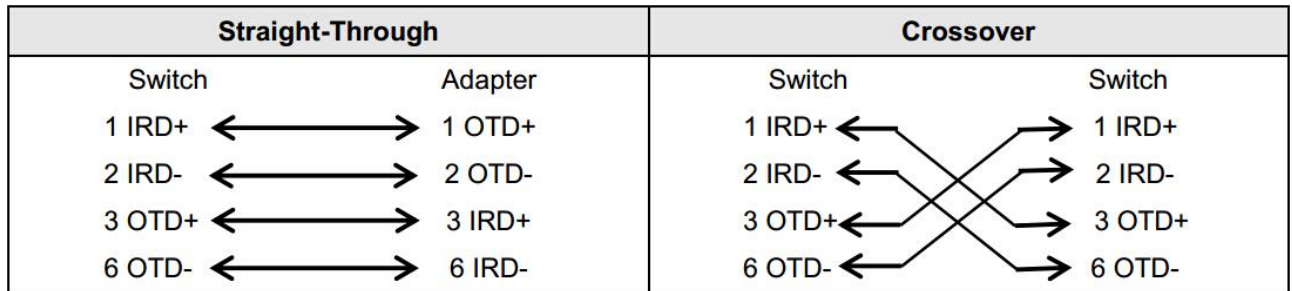 Straight-Through Crossover
Switch Adapter Switch Switch
1 IRD+ 1 OTD+ 1 IRD+ 1 IRD+
2 IRD- 2 OTD- 2 IRD- 2 IRD-
3 OTD+ 3 IRD+ 3 OTD+ 3 OTD+
6 OTD- 6 IRD- 6 OTD- 6 OTD-